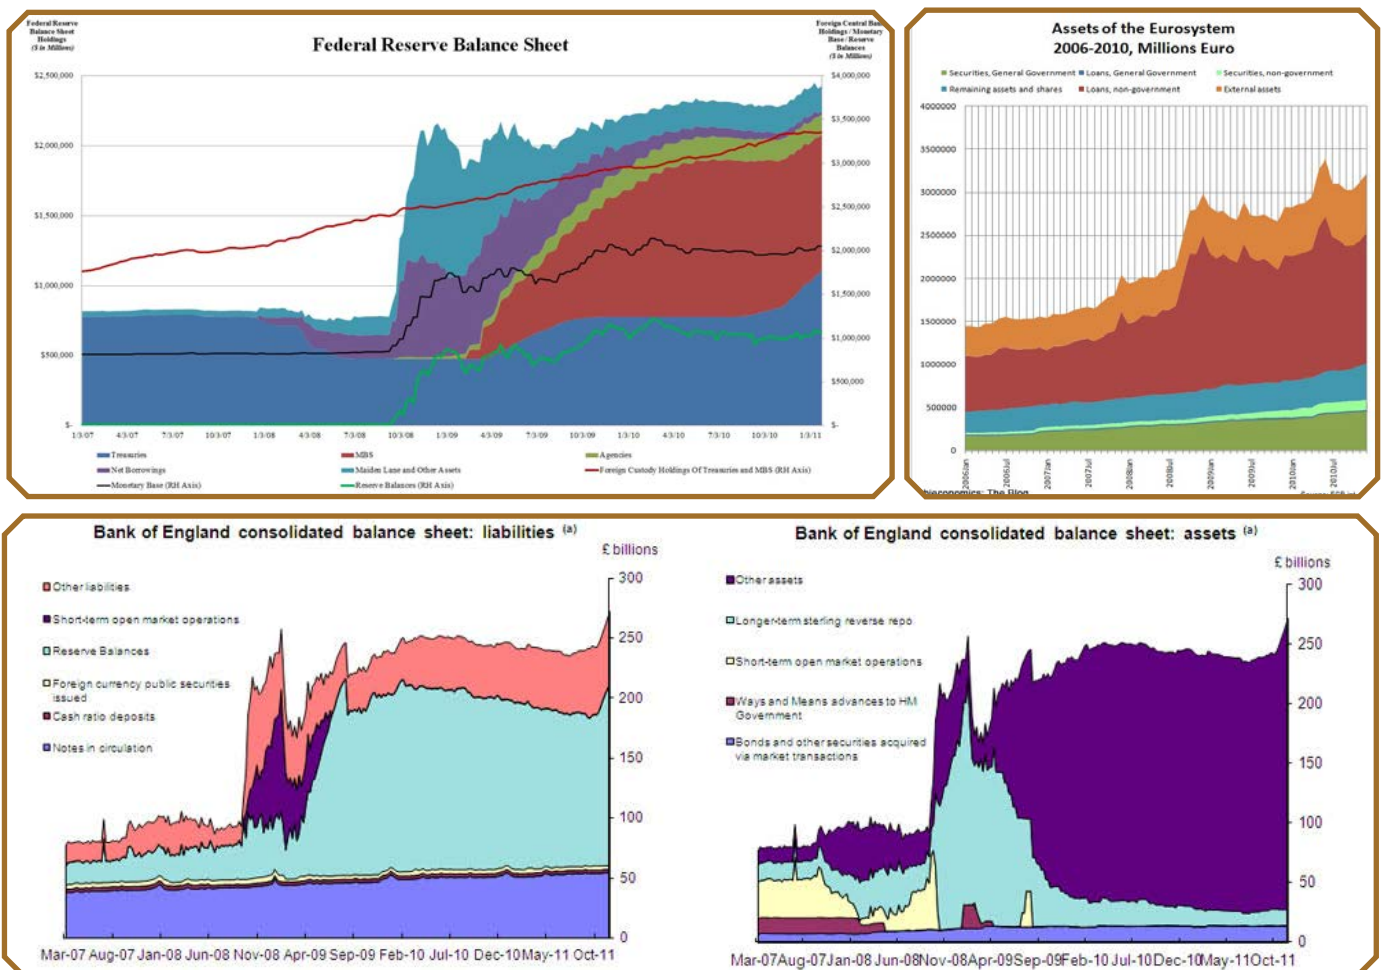 Federal Reserve
Balance Sheet
Holdings
($ in Millions)
Federal Reserve Balance Sheet
Foreign Central Bank
Holdings / Monetary
Base / Reserve
Balances
($ in Millions)
$2,500,000
$2,000,000
$1,500,000
$1,000,000
$500,000
$-
$4,000,000
$3,500,000
$3,000,000
$2,500,000
$2,000,000
$1,500,000
$1,000,000
$500,000
$-
1/3/07 4/3/07 7/3/07 10/3/07 1/3/08 4/3/08 7/3/08 10/3/08 1/3/09 4/3/09 7/3/09 10/3/09 1/3/10 4/3/10 7/3/10 10/3/10 1/3/11
Treasuries MBS Agencies
Net Borrowings Maiden Lane and Other Assets Foreign Custody Holdings Of Treasuries and MBS (RH Axis)
Monetary Base (RH Axis) Reserve Balances (RH Axis)
Assets of the Eurosystem
2006-2010, Millions Euro
Securities, General Government Loans, General Government Securities, non-government
Remaining assets and shares Loans, non-government External assets
4000000
3500000
3000000
2500000
2000000
1500000
1000000
500000
0
2006Jan 2006Jul 2007Jan 2007Jul 2008Jan 2008Jul 2009Jan 2009Jul 2010Jan 2010Jul
The Blog
Bank of England consolidated balance sheet: liabilities (a)
£ billions
Other liabilities
Short-term open market operations
Reserve Balances
Foreign currency public securities
issued
Cash ratio deposits
Notes in circulation
300
250
200
150
100
50
0
Mar-07 Aug-07 Jan-08 Jun-08 Nov-08 Apr-09 Sep-09 Feb-10 Jul-10 Dec-10 May-11 Oct-11
Bank of England consolidated balance sheet: assets (a)
£ billions
Other assets
Longer-term sterling reverse repo
Short-term open market operations
Ways and Means advances to HM
Government
Bonds and other securities acquired
via market transactions
300
250
200
150
100
50
0
Mar-07 Aug-07 Jan-08 Jun-08 Nov-08 Apr-09 Sep-09 Feb-10 Jul-10 Dec-10 May-11 Oct-11